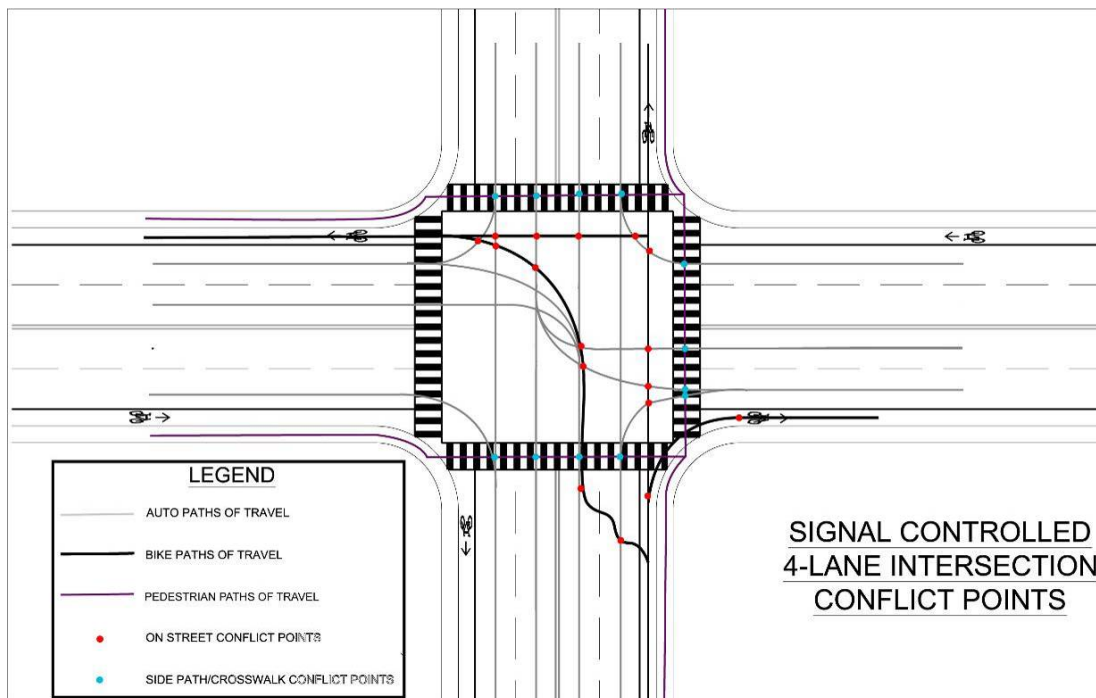 LEGEND
AUTO PATHS OF TRAVEL
BIKE PATHS OF TRAVEL
PEDESTRIAN PATHS OF TRAVEL
ON STREET CONFLICT POINTS
SIDE PATH/CROSSWALK CONFLICT POINTS
SIGNAL CONTROLLED
4-LANE INTERSECTION
CONFLICT POINTS